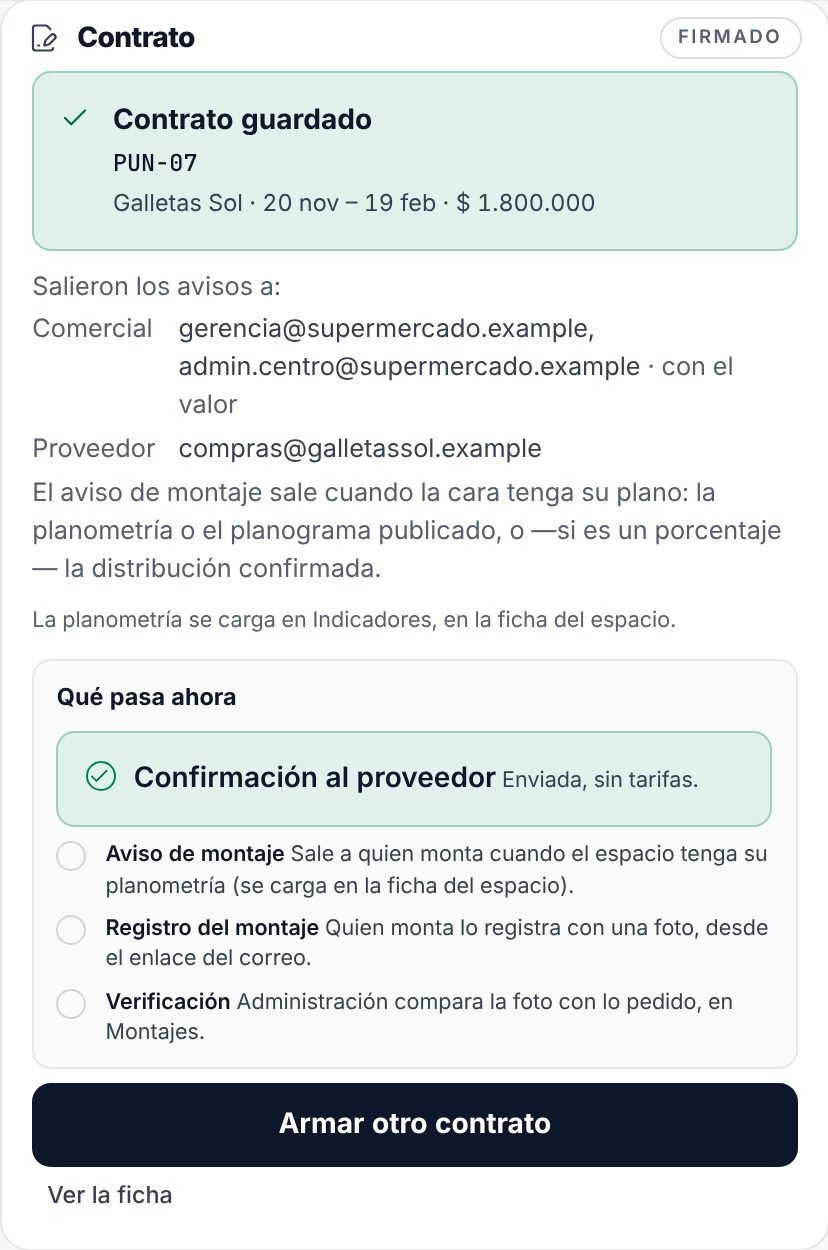 Contrato
FIRMADO
Contrato guardado
PUN-07
Galletas Sol · 20 nov – 19 feb · $ 1.800.000
Salieron los avisos a:
Comercial gerencia@supermercado.example,
admin.centro@supermercado.example · con el
valor
Proveedor compras@galletassol.example
El aviso de montaje sale cuando la cara tenga su plano: la
planometría o el planograma publicado, o —si es un porcentaje
— la distribución confirmada.
La planometría se carga en Indicadores, en la ficha del espacio.
Qué pasa ahora
Confirmación al proveedor Enviada, sin tarifas.
Aviso de montaje Sale a quien monta cuando el espacio tenga su
planometría (se carga en la ficha del espacio).
Registro del montaje Quien monta lo registra con una foto, desde
el enlace del correo.
Verificación Administración compara la foto con lo pedido, en
Montajes.
Armar otro contrato
Ver la ficha